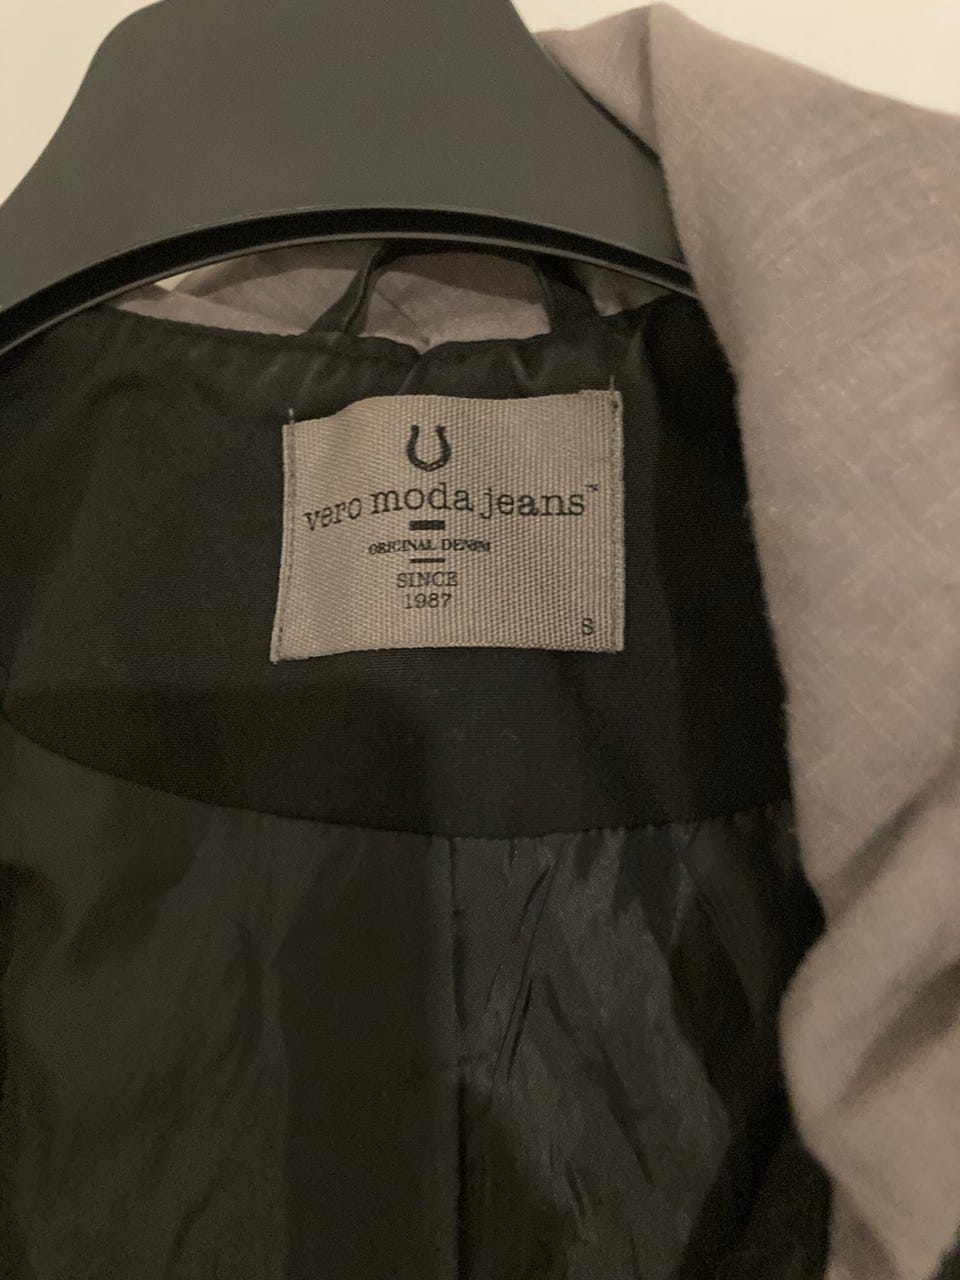 vero moda jeans™
ORIGINAL DENIM
SINCE
1987
S